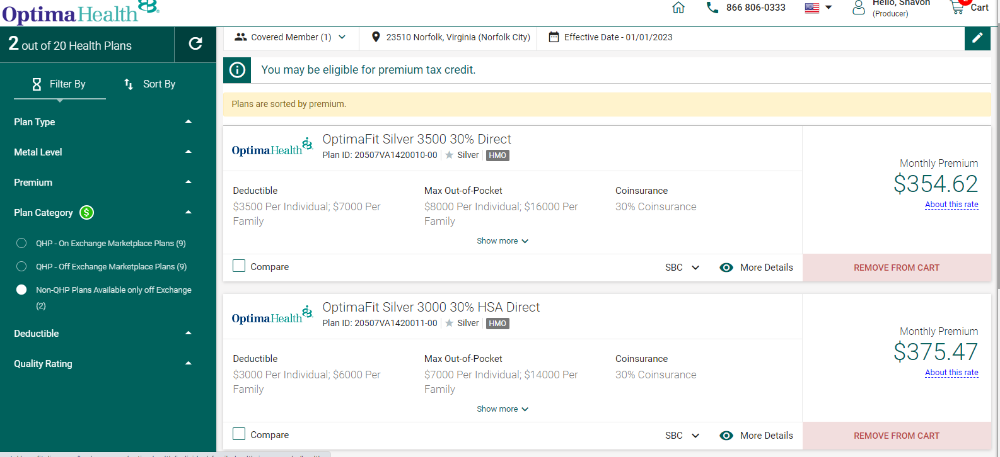 OptimaHealth
866 806-0333
Hello, Shavon
(Producer)
2
Cart
2 out of 20 Health Plans
Filter By
Sort By
Plan Type
Metal Level
Premium
Plan Category
QHP - On Exchange Marketplace Plans (9)
QHP - Off Exchange Marketplace Plans (9)
Non-QHP Plans Available only off Exchange
(2)
Deductible
Quality Rating
Covered Member (1)
23510 Norfolk, Virginia (Norfolk City)
Effective Date - 01/01/2023
You may be eligible for premium tax credit.
Plans are sorted by premium.
OptimaHealth
OptimaFit Silver 3500 30% Direct
Plan ID: 20507VA1420010-00
Silver
HMO
Deductible
$3500 Per Individual; $7000 Per
Family
Max Out-of-Pocket
$8000 Per Individual; $16000 Per
Family
Coinsurance
30% Coinsurance
Show more
Monthly Premium
$354.62
About this rate
Compare
SBC
More Details
REMOVE FROM CART
OptimaHealth
OptimaFit Silver 3000 30% HSA Direct
Plan ID: 20507VA1420011-00
Silver
HMO
Deductible
$3000 Per Individual; $6000 Per
Family
Max Out-of-Pocket
$7000 Per Individual; $14000 Per
Family
Coinsurance
30% Coinsurance
Show more
Monthly Premium
$375.47
About this rate
Compare
SBC
More Details
REMOVE FROM CART